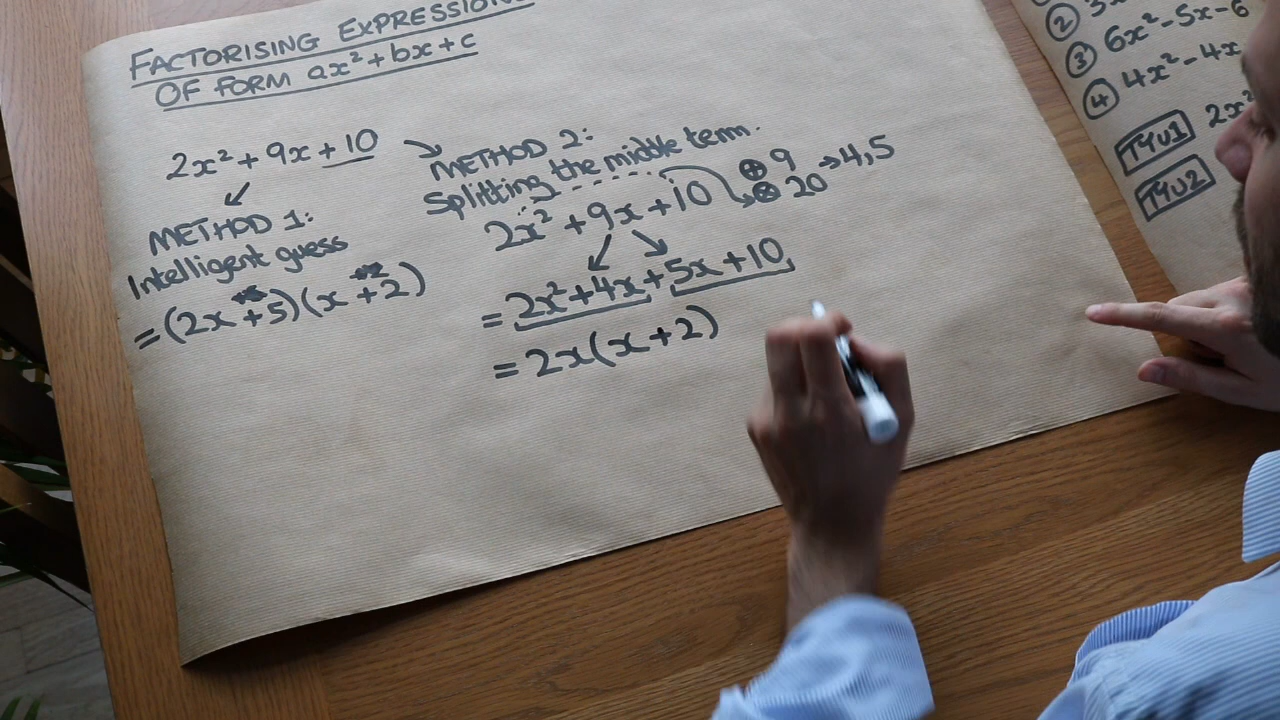 FACTORISING EXPRESSIONS
OF FORM ax² + bx + c
2x² + 9x + 10
METHOD 1:
Intelligent guess
= (2x + 5)(x + 2)
METHOD 2:
Splitting the middle term.
2x² + 9x + 10
⊕ 9
⊗ 20 → 4, 5
= 2x² + 4x + 5x + 10
= 2x(x + 2)
②
③ 6x² - 5x - 6
④ 4x² - 4x
TYU1 2x²
TYU2